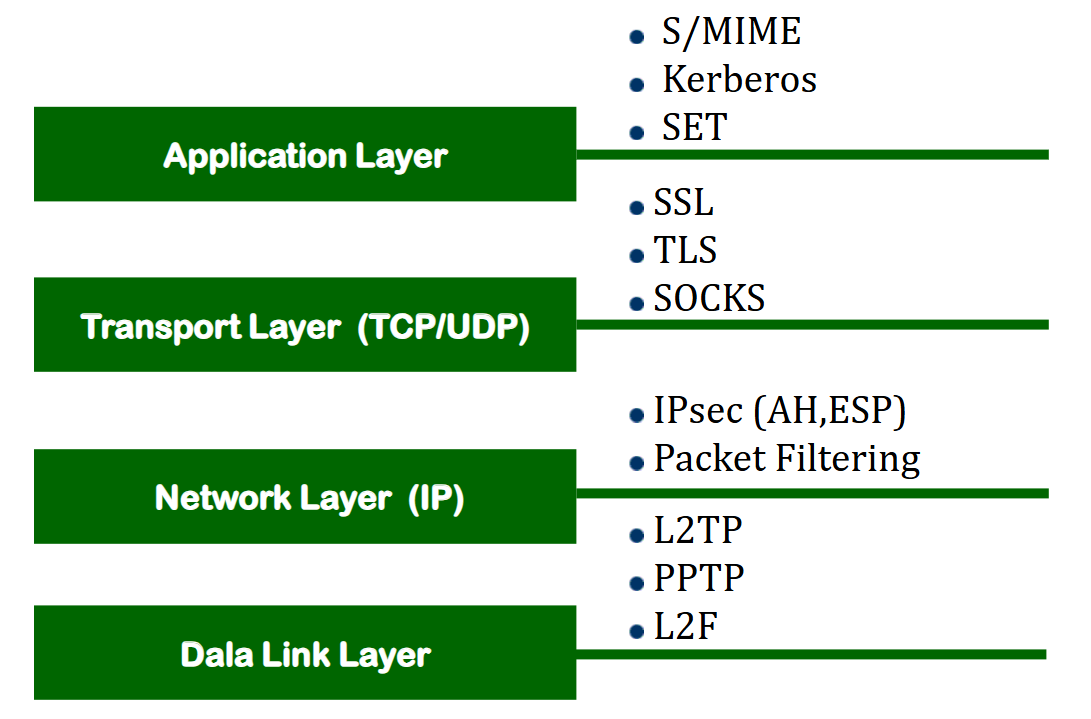 • S/MIME
• Kerberos
• SET
Application Layer
• SSL
• TLS
• SOCKS
Transport Layer (TCP/UDP)
• IPsec (AH,ESP)
• Packet Filtering
Network Layer (IP)
• L2TP
• PPTP
• L2F
Dala Link Layer